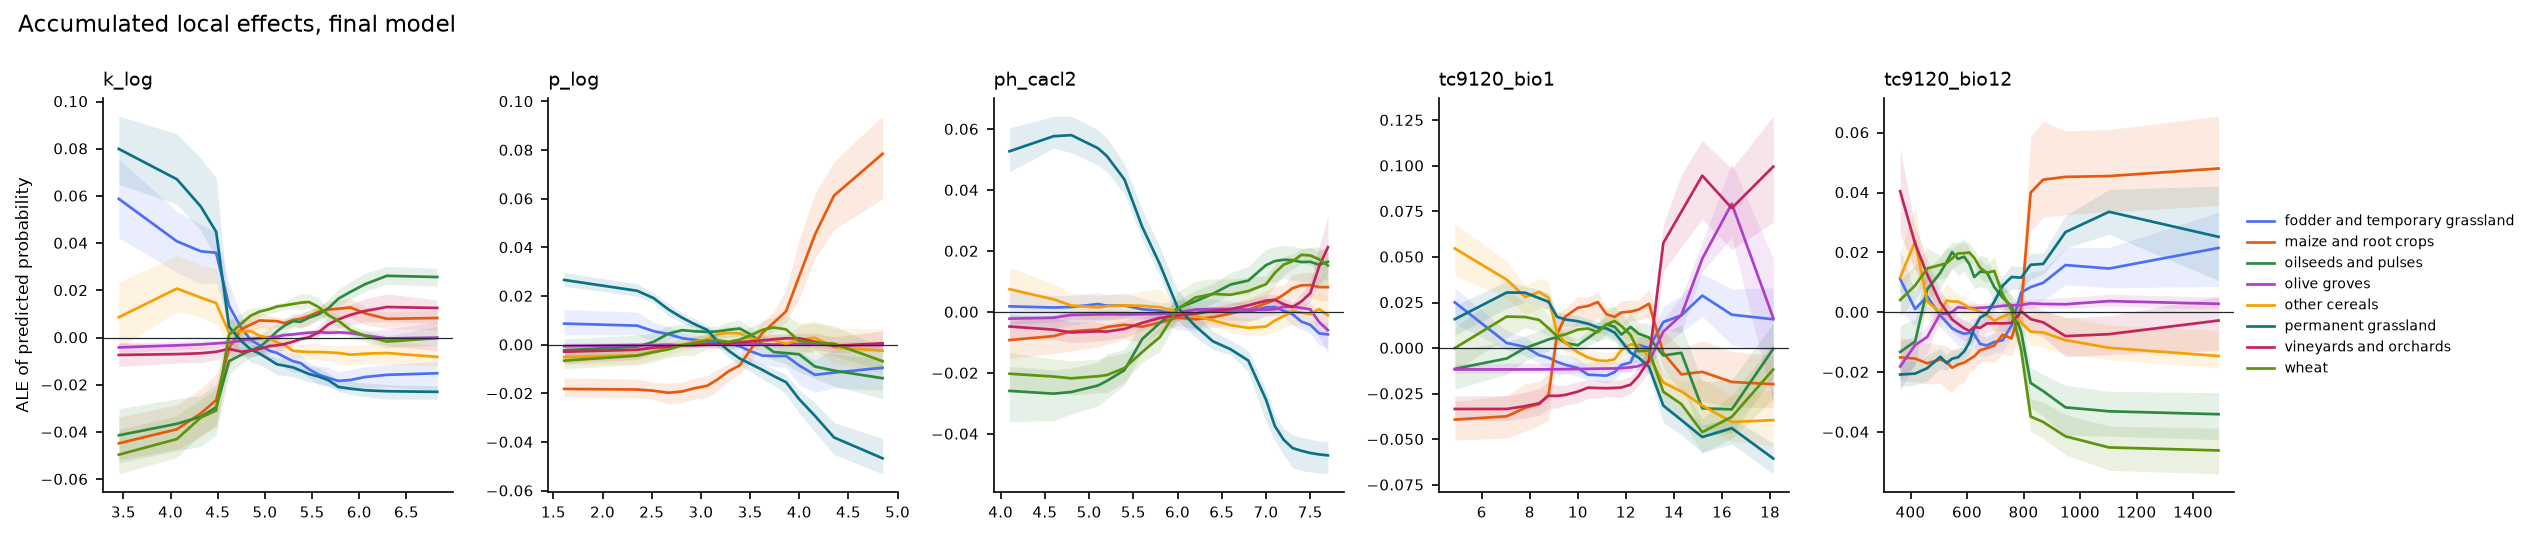 Accumulated local effects, final model
k_log
p_log
ph_cacl2
tc9120_bio1
tc9120_bio12
ALE of predicted probability
0.10
0.08
0.06
0.04
0.02
0.00
−0.02
−0.04
−0.06
3.5 4.0 4.5 5.0 5.5 6.0 6.5
0.10
0.08
0.06
0.04
0.02
0.00
−0.02
−0.04
−0.06
1.5 2.0 2.5 3.0 3.5 4.0 4.5 5.0
0.06
0.04
0.02
0.00
−0.02
−0.04
4.0 4.5 5.0 5.5 6.0 6.5 7.0 7.5
0.125
0.100
0.075
0.050
0.025
0.000
−0.025
−0.050
−0.075
6 8 10 12 14 16 18
0.06
0.04
0.02
0.00
−0.02
−0.04
400 600 800 1000 1200 1400
fodder and temporary grassland
maize and root crops
oilseeds and pulses
olive groves
other cereals
permanent grassland
vineyards and orchards
wheat